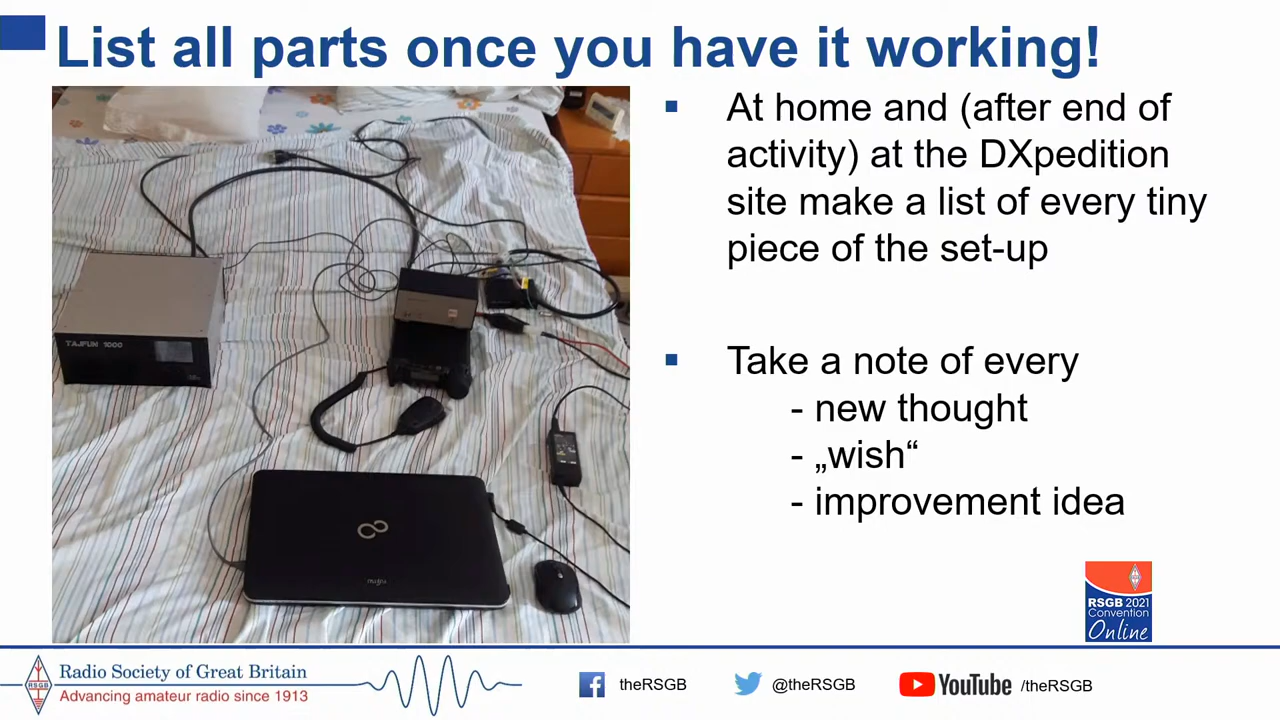 List all parts once you have it working!
At home and (after end of
activity) at the DXpedition
site make a list of every tiny
piece of the set-up
Take a note of every
- new thought
- „wish“
- improvement idea
TAJFUN 1000
RSGB 2021
Convention
Online
RSGB
Radio Society of Great Britain
Advancing amateur radio since 1913
theRSGB
@theRSGB
YouTube /theRSGB